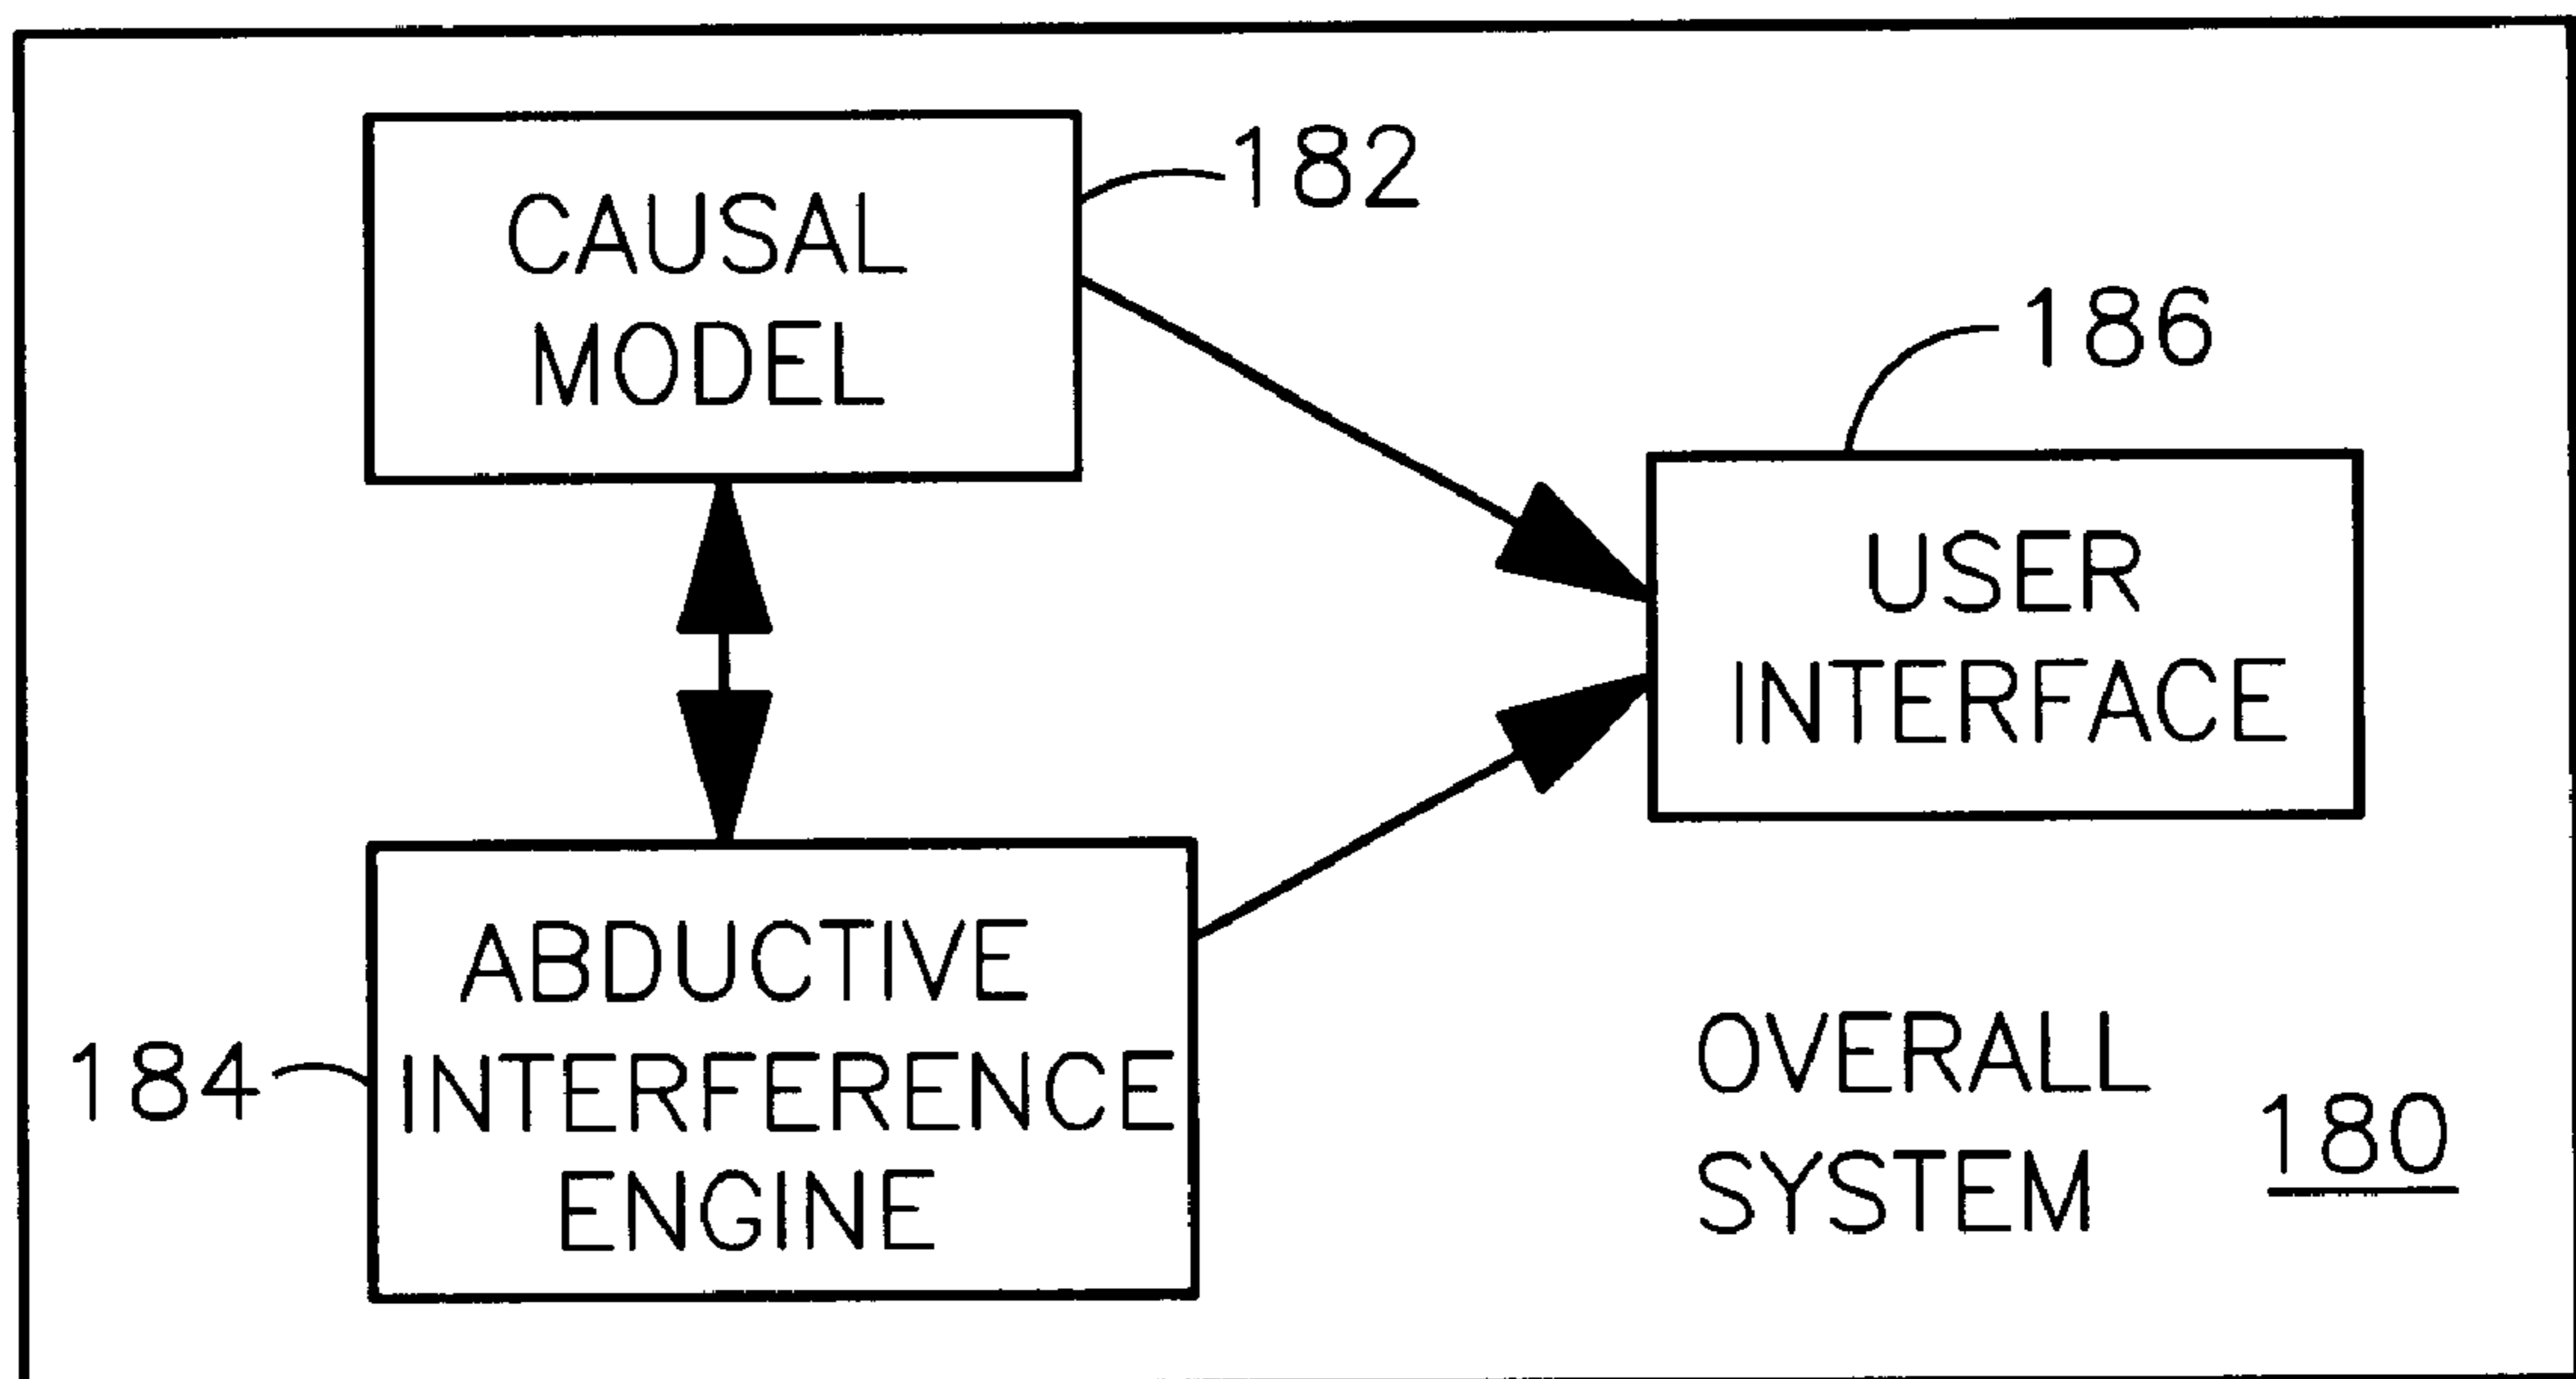 CAUSAL
MODEL
182
186
USER
INTERFACE
ABDUCTIVE
INTERFERENCE
ENGINE
184
OVERALL
SYSTEM
180